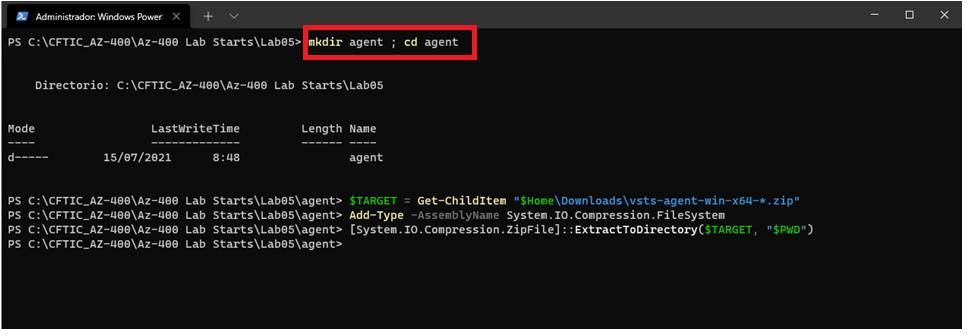 Administrador: Windows Power
PS C:\CFTIC_AZ-400\Az-400 Lab Starts\Lab05> mkdir agent ; cd agent
Directorio: C:\CFTIC_AZ-400\Az-400 Lab Starts\Lab05
Mode LastWriteTime Length Name
---- ------------- ------ ----
d----- 15/07/2021 8:48 agent
PS C:\CFTIC_AZ-400\Az-400 Lab Starts\Lab05\agent> $TARGET = Get-ChildItem "$Home\Downloads\vsts-agent-win-x64-*.zip"
PS C:\CFTIC_AZ-400\Az-400 Lab Starts\Lab05\agent> Add-Type -AssemblyName System.IO.Compression.FileSystem
PS C:\CFTIC_AZ-400\Az-400 Lab Starts\Lab05\agent> [System.IO.Compression.ZipFile]::ExtractToDirectory($TARGET, "$PWD")
PS C:\CFTIC_AZ-400\Az-400 Lab Starts\Lab05\agent>